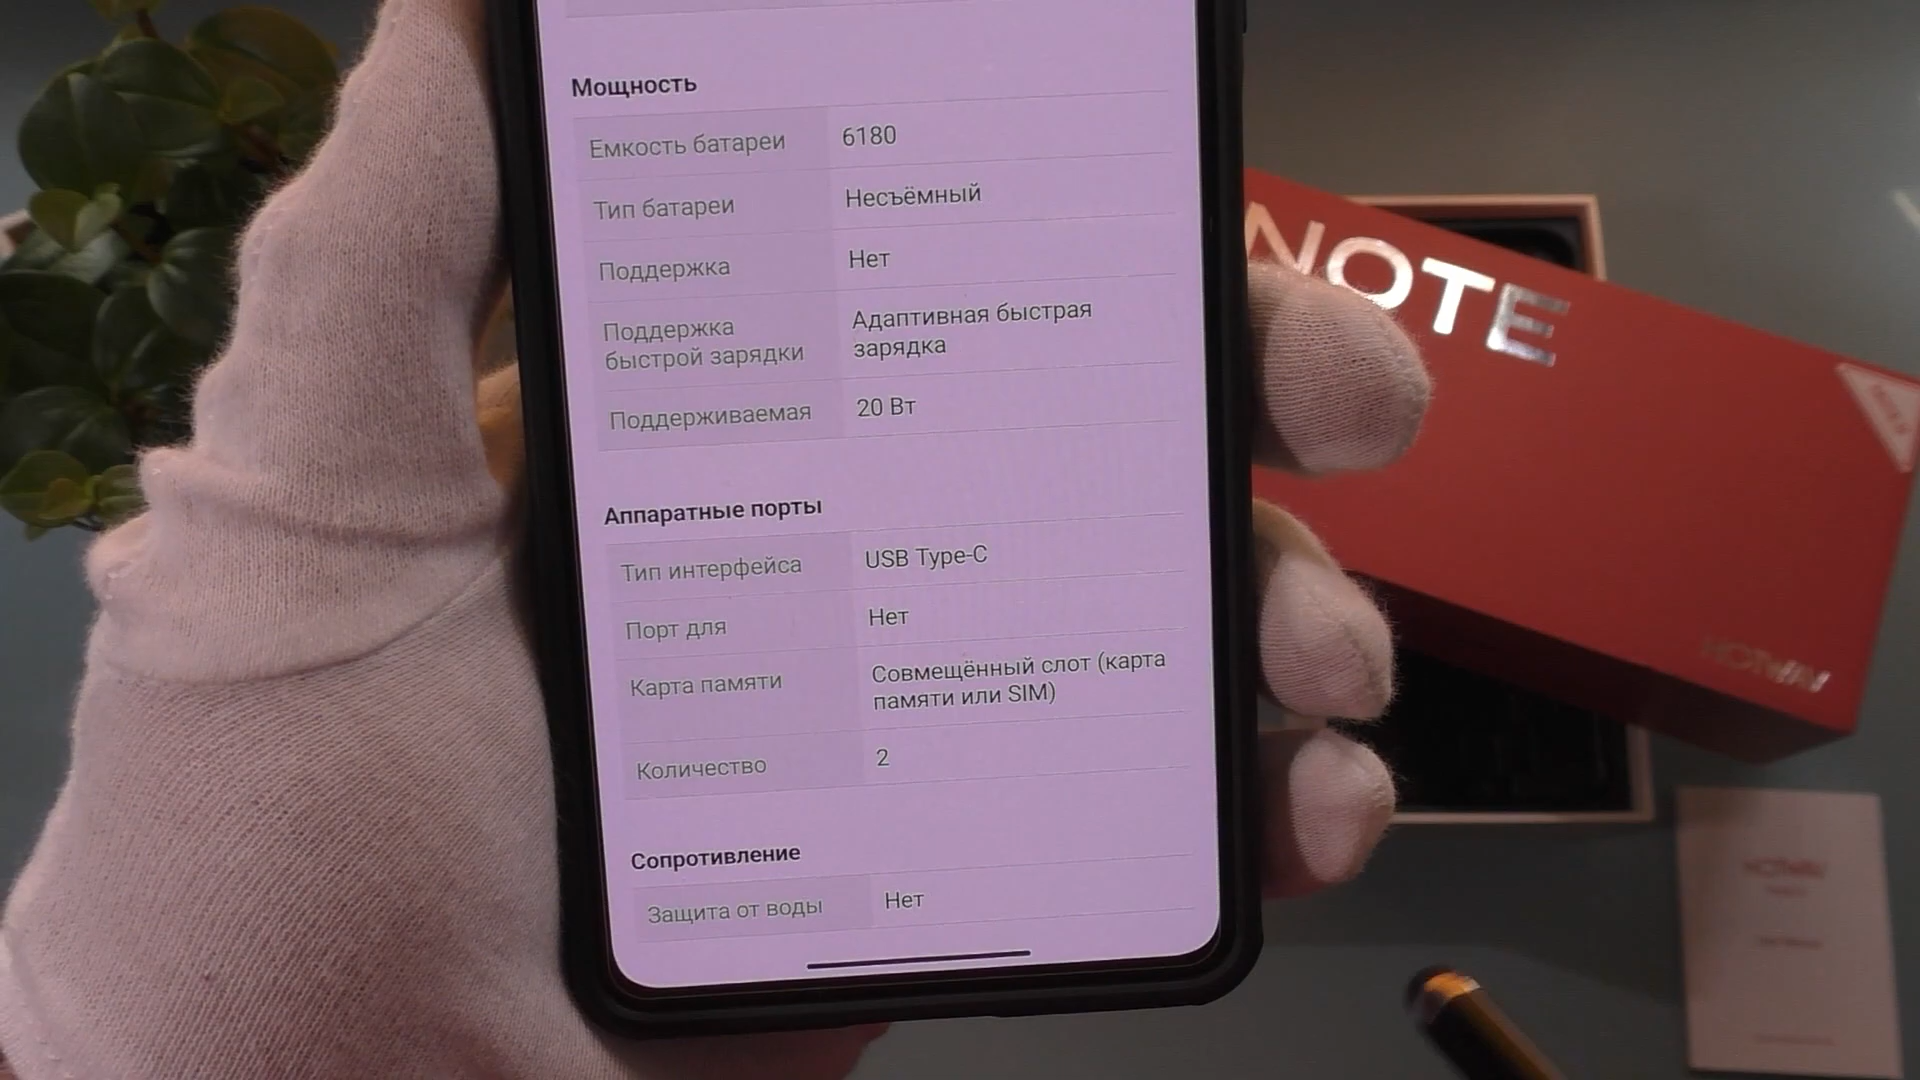 Мощность
Емкость батареи 6180
Тип батареи Несъёмный
Поддержка Нет
Поддержка быстрой зарядки Адаптивная быстрая зарядка
Поддерживаемая 20 Вт
Аппаратные порты
Тип интерфейса USB Type-C
Порт для Нет
Карта памяти Совмещённый слот (карта памяти или SIM)
Количество 2
Сопротивление
Защита от воды Нет
NOTE
HOTWAV
HOTWAV